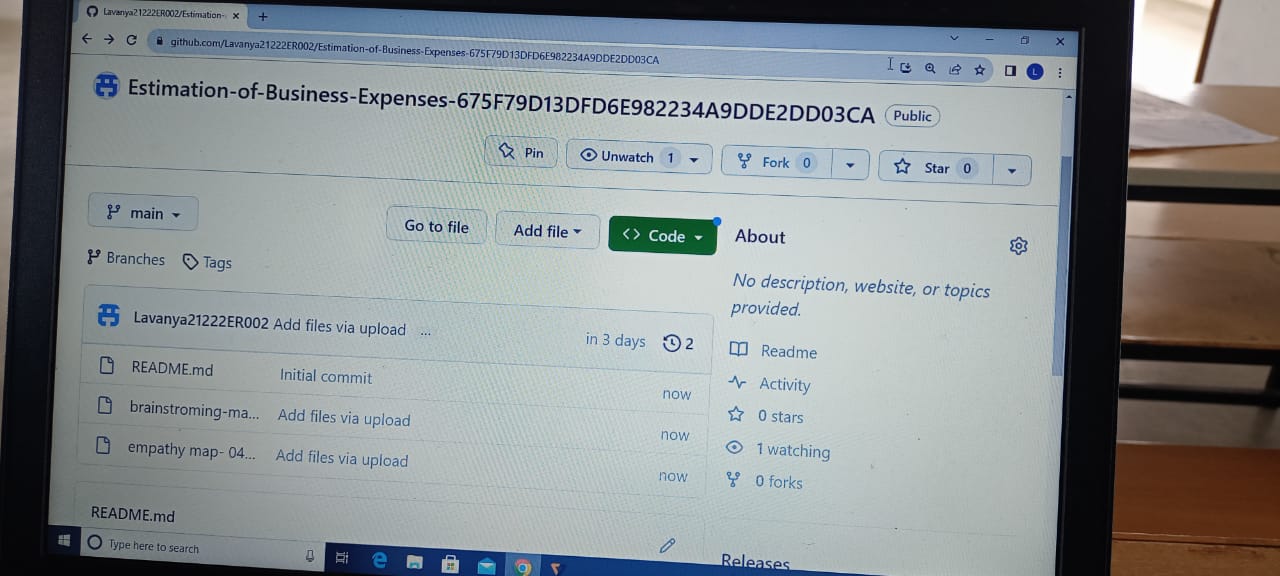 Lavanya21222ER002/Estimation-
github.com/Lavanya21222ER002/Estimation-of-Business-Expenses-675F79D13DFD6E982234A9DDE2DD03CA
L
Estimation-of-Business-Expenses-675F79D13DFD6E982234A9DDE2DD03CA Public
Pin Unwatch 1 Fork 0 Star 0
main Go to file Add file <> Code About
Branches Tags
No description, website, or topics
provided.
Lavanya21222ER002 Add files via upload ... in 3 days 2
Readme
README.md Initial commit now
Activity
brainstroming-ma... Add files via upload now
0 stars
empathy map- 04... Add files via upload now
1 watching
0 forks
README.md
Releases
Type here to search